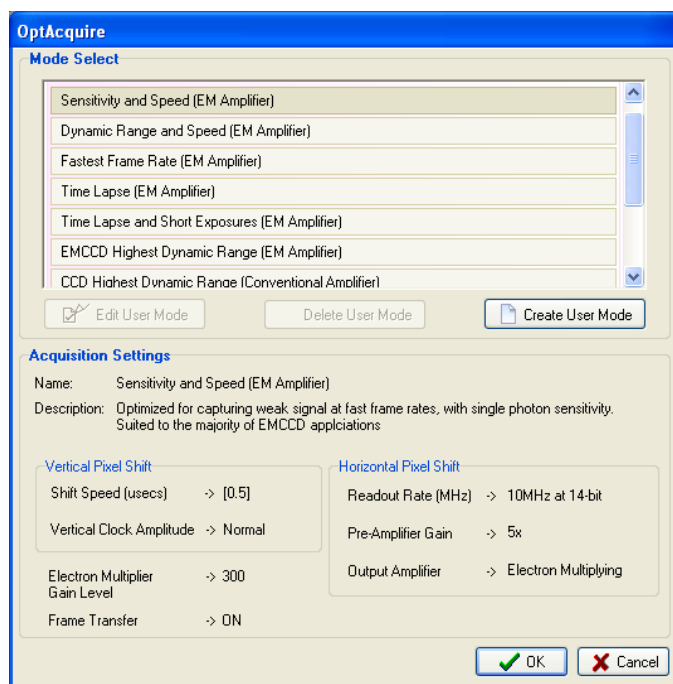 OptAcquire
Mode Select
Sensitivity and Speed (EM Amplifier)
Dynamic Range and Speed (EM Amplifier)
Fastest Frame Rate (EM Amplifier)
Time Lapse (EM Amplifier)
Time Lapse and Short Exposures (EM Amplifier)
EMCCD Highest Dynamic Range (EM Amplifier)
CCD Highest Dynamic Range (Conventional Amplifier)
Edit User Mode Delete User Mode Create User Mode
Acquisition Settings
Name: Sensitivity and Speed (EM Amplifier)
Description: Optimized for capturing weak signal at fast frame rates, with single photon sensitivity.
Suited to the majority of EMCCD applciations
Vertical Pixel Shift
Shift Speed (usecs) -> [0.5]
Vertical Clock Amplitude -> Normal
Horizontal Pixel Shift
Readout Rate (MHz) -> 10MHz at 14-bit
Pre-Amplifier Gain -> 5x
Output Amplifier -> Electron Multiplying
Electron Multiplier -> 300
Gain Level
Frame Transfer -> ON
OK Cancel